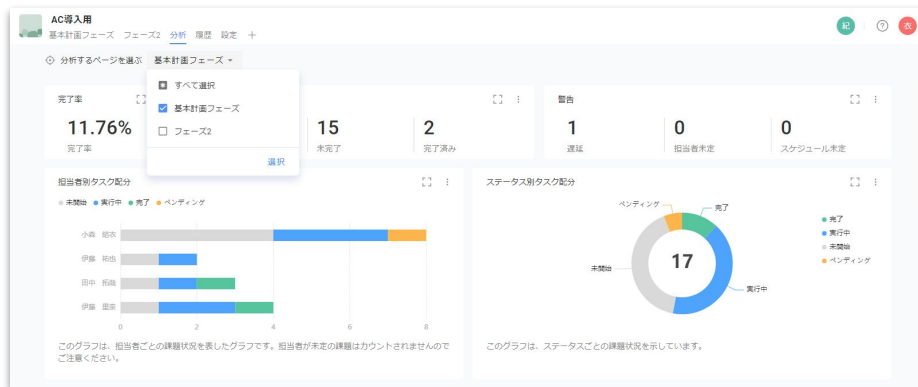 AC導入用
基本計画フェーズ フェーズ2 分析 履歴 設定 +
紀 ? 衣
分析するページを選ぶ 基本計画フェーズ
すべて選択
基本計画フェーズ
フェーズ2
選択
完了率
11.76%
完了率
15
未完了
2
完了済み
警告
1
遅延
0
担当者未定
0
スケジュール未定
担当者別タスク配分
未開始 実行中 完了 ペンディング
小森 紀衣
伊藤 祐也
田中 拓哉
伊藤 里奈
0 2 4 6 8
このグラフは、担当者ごとの課題状況を表したグラフです。担当者が未定の課題はカウントされませんので
ご注意ください。
ステータス別タスク配分
ペンディング
完了
未開始
17
実行中
完了
実行中
未開始
ペンディング
このグラフは、ステータスごとの課題状況を示しています。